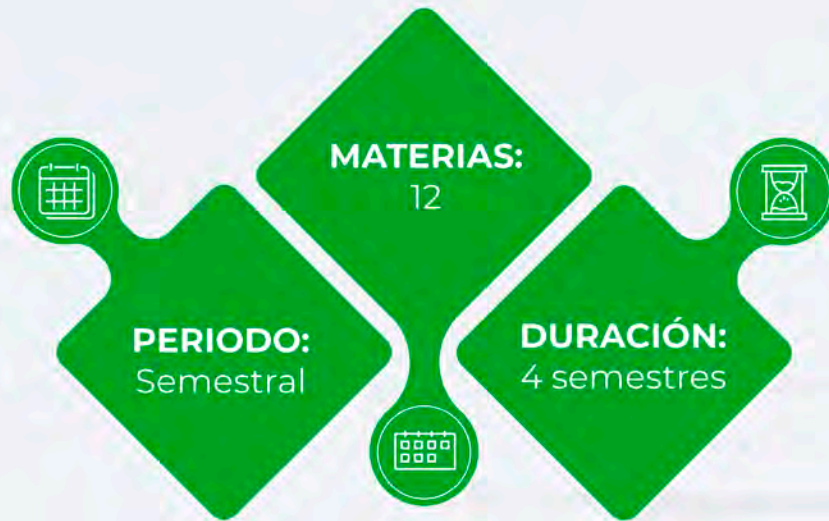 MATERIAS:
12
PERIODO:
Semestral
DURACIÓN:
4 semestres